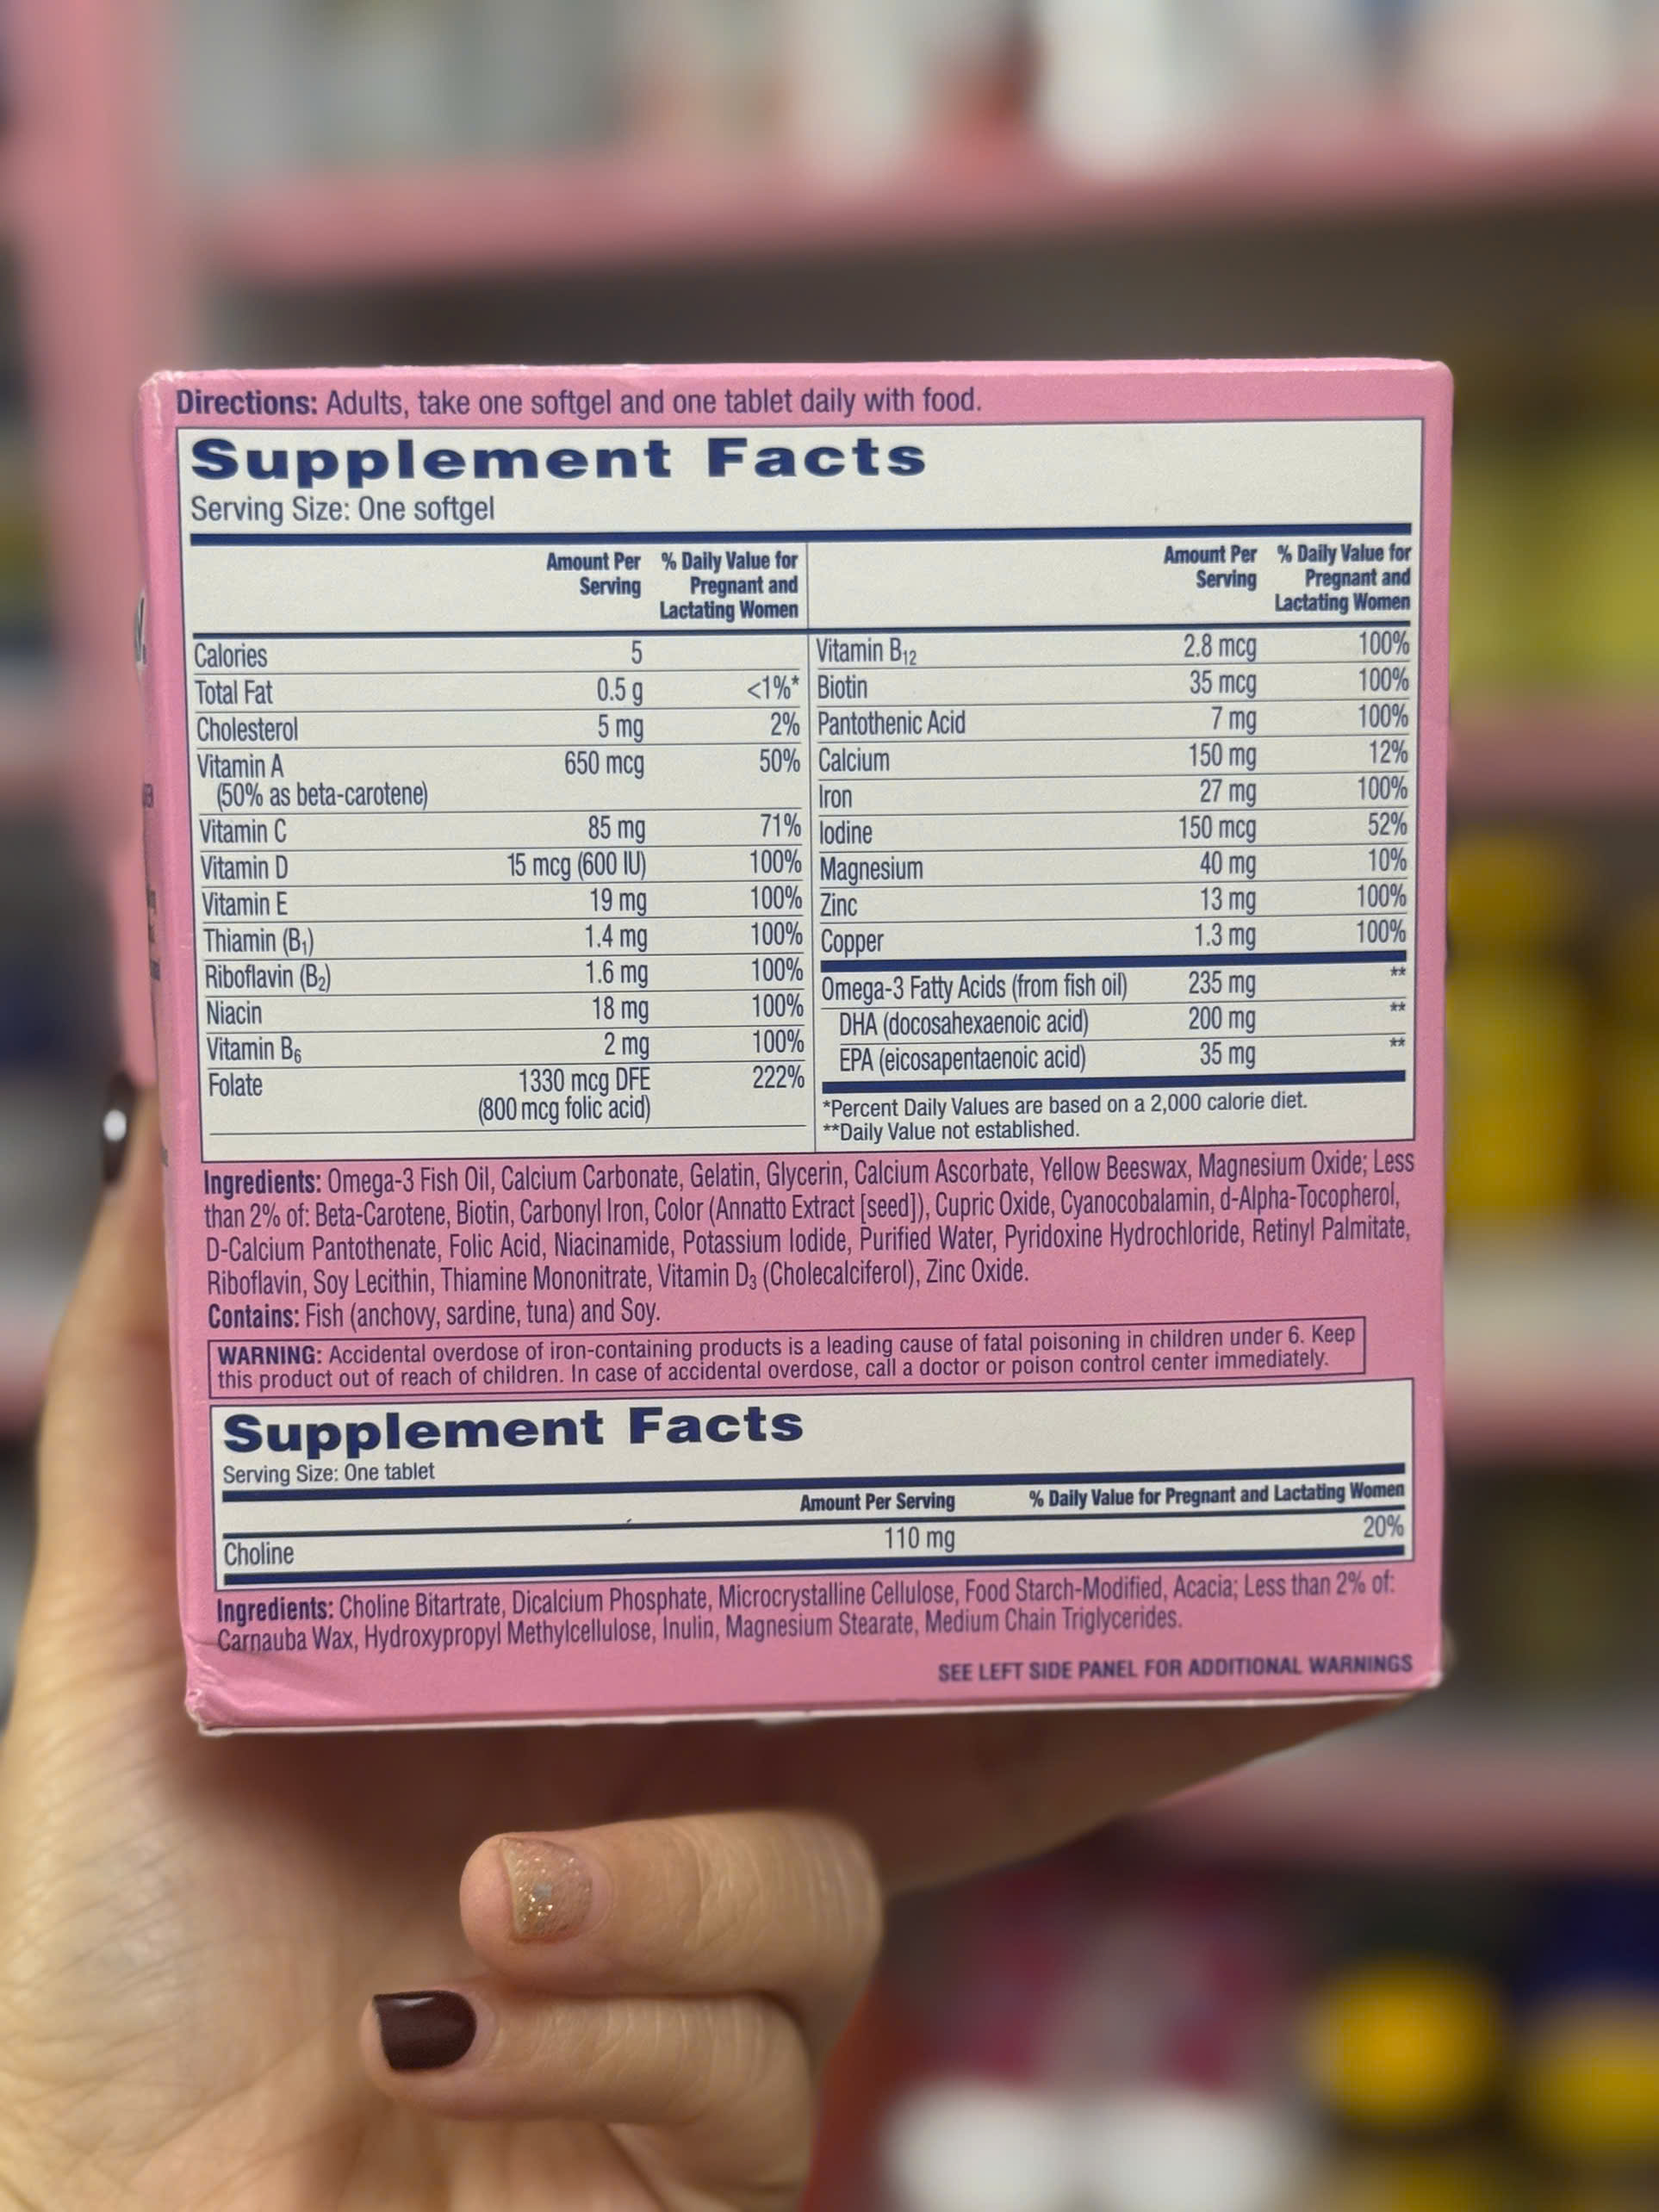 Directions: Adults, take one softgel and one tablet daily with food.
Supplement Facts
Serving Size: One softgel
Amount Per Serving % Daily Value for Pregnant and Lactating Women
Calories 5
Total Fat 0.5 g <1%*
Cholesterol 5 mg 2%
Vitamin A 650 mcg 50%
(50% as beta-carotene)
Vitamin C 85 mg 71%
Vitamin D 15 mcg (600 IU) 100%
Vitamin E 19 mg 100%
Thiamin (B₁) 1.4 mg 100%
Riboflavin (B₂) 1.6 mg 100%
Niacin 18 mg 100%
Vitamin B₆ 2 mg 100%
Folate 1330 mcg DFE 222%
(800 mcg folic acid)
Amount Per Serving % Daily Value for Pregnant and Lactating Women
Vitamin B₁₂ 2.8 mcg 100%
Biotin 35 mcg 100%
Pantothenic Acid 7 mg 100%
Calcium 150 mg 12%
Iron 27 mg 100%
Iodine 150 mcg 52%
Magnesium 40 mg 10%
Zinc 13 mg 100%
Copper 1.3 mg 100%
Omega-3 Fatty Acids (from fish oil) 235 mg **
DHA (docosahexaenoic acid) 200 mg **
EPA (eicosapentaenoic acid) 35 mg **
*Percent Daily Values are based on a 2,000 calorie diet.
**Daily Value not established.
Ingredients: Omega-3 Fish Oil, Calcium Carbonate, Gelatin, Glycerin, Calcium Ascorbate, Yellow Beeswax, Magnesium Oxide; Less
than 2% of: Beta-Carotene, Biotin, Carbonyl Iron, Color (Annatto Extract [seed]), Cupric Oxide, Cyanocobalamin, d-Alpha-Tocopherol,
D-Calcium Pantothenate, Folic Acid, Niacinamide, Potassium Iodide, Purified Water, Pyridoxine Hydrochloride, Retinyl Palmitate,
Riboflavin, Soy Lecithin, Thiamine Mononitrate, Vitamin D₃ (Cholecalciferol), Zinc Oxide.
Contains: Fish (anchovy, sardine, tuna) and Soy.
WARNING: Accidental overdose of iron-containing products is a leading cause of fatal poisoning in children under 6. Keep
this product out of reach of children. In case of accidental overdose, call a doctor or poison control center immediately.
Supplement Facts
Serving Size: One tablet
Amount Per Serving % Daily Value for Pregnant and Lactating Women
Choline 110 mg 20%
Ingredients: Choline Bitartrate, Dicalcium Phosphate, Microcrystalline Cellulose, Food Starch-Modified, Acacia; Less than 2% of:
Carnauba Wax, Hydroxypropyl Methylcellulose, Inulin, Magnesium Stearate, Medium Chain Triglycerides.
SEE LEFT SIDE PANEL FOR ADDITIONAL WARNINGS